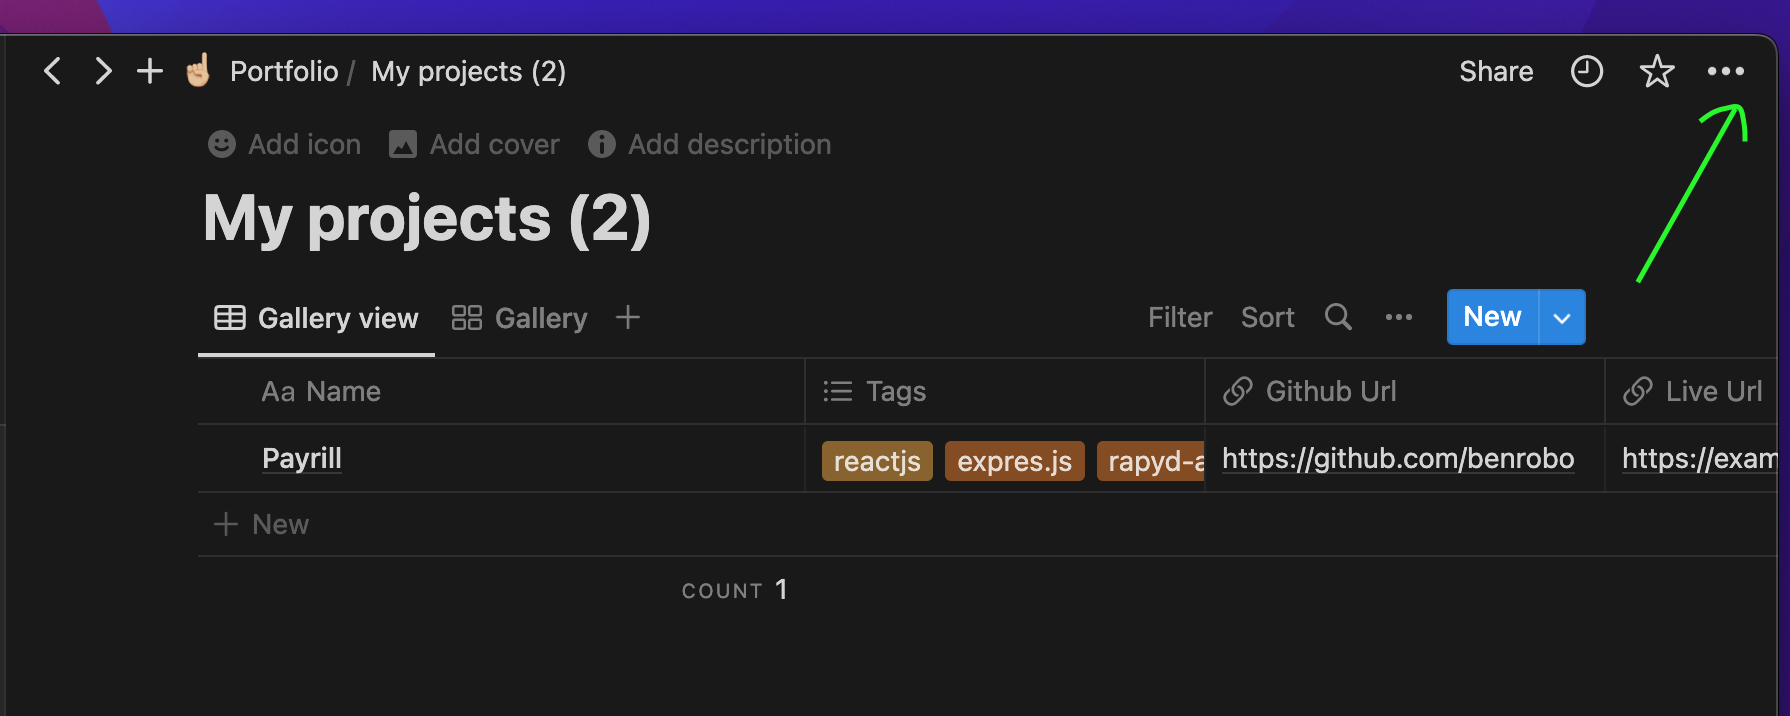 Portfolio / My projects (2)
Share
Add icon Add cover Add description
My projects (2)
Gallery view Gallery
Filter Sort New
Aa Name Tags Github Url Live Url
Payrill reactjs expres.js rapyd-a https://github.com/benrobo https://exam
New
COUNT 1